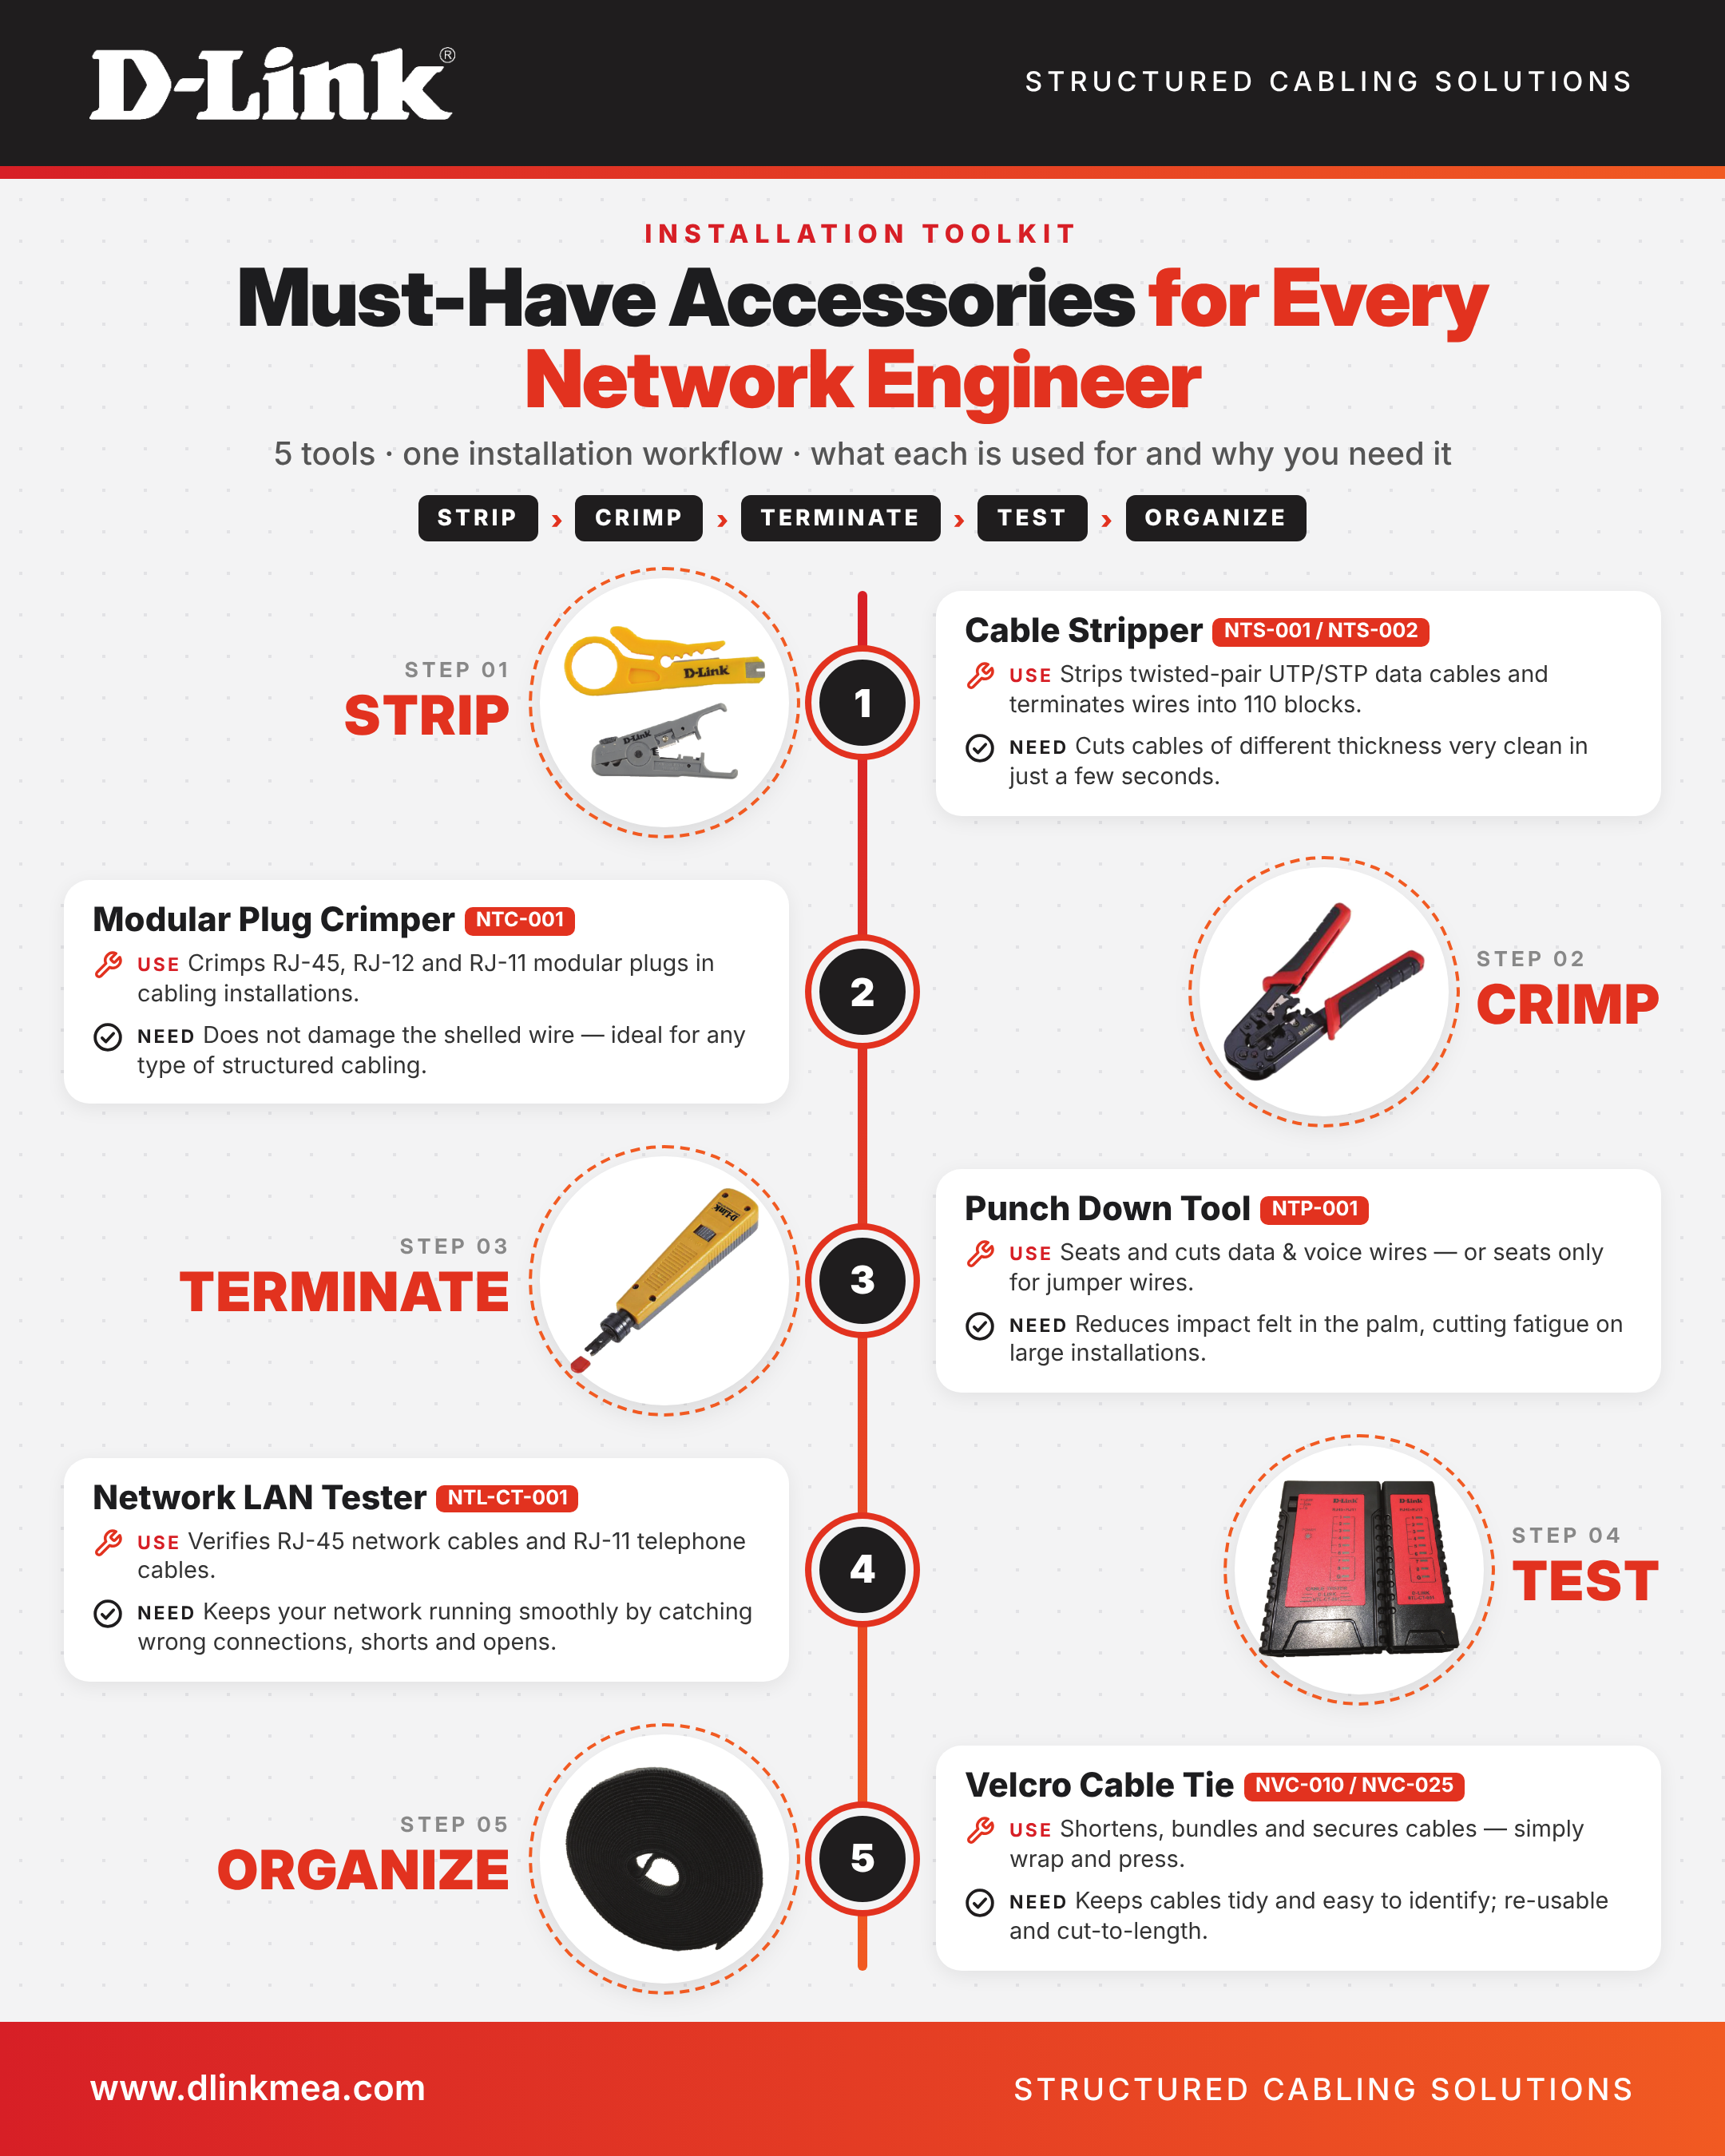 D-Link®
STRUCTURED CABLING SOLUTIONS
INSTALLATION TOOLKIT
Must-Have Accessories for Every
Network Engineer
5 tools · one installation workflow · what each is used for and why you need it
STRIP › CRIMP › TERMINATE › TEST › ORGANIZE
STEP 01
STRIP
D-Link
D-Link
1
Cable Stripper NTS-001 / NTS-002
USE Strips twisted-pair UTP/STP data cables and
terminates wires into 110 blocks.
NEED Cuts cables of different thickness very clean in
just a few seconds.
Modular Plug Crimper NTC-001
USE Crimps RJ-45, RJ-12 and RJ-11 modular plugs in
cabling installations.
NEED Does not damage the shelled wire — ideal for any
type of structured cabling.
2
STEP 02
CRIMP
STEP 03
TERMINATE
D-Link
3
Punch Down Tool NTP-001
USE Seats and cuts data & voice wires — or seats only
for jumper wires.
NEED Reduces impact felt in the palm, cutting fatigue on
large installations.
Network LAN Tester NTL-CT-001
USE Verifies RJ-45 network cables and RJ-11 telephone
cables.
NEED Keeps your network running smoothly by catching
wrong connections, shorts and opens.
4
D-Link
D-Link
STEP 04
TEST
STEP 05
ORGANIZE
5
Velcro Cable Tie NVC-010 / NVC-025
USE Shortens, bundles and secures cables — simply
wrap and press.
NEED Keeps cables tidy and easy to identify; re-usable
and cut-to-length.
www.dlinkmea.com
STRUCTURED CABLING SOLUTIONS